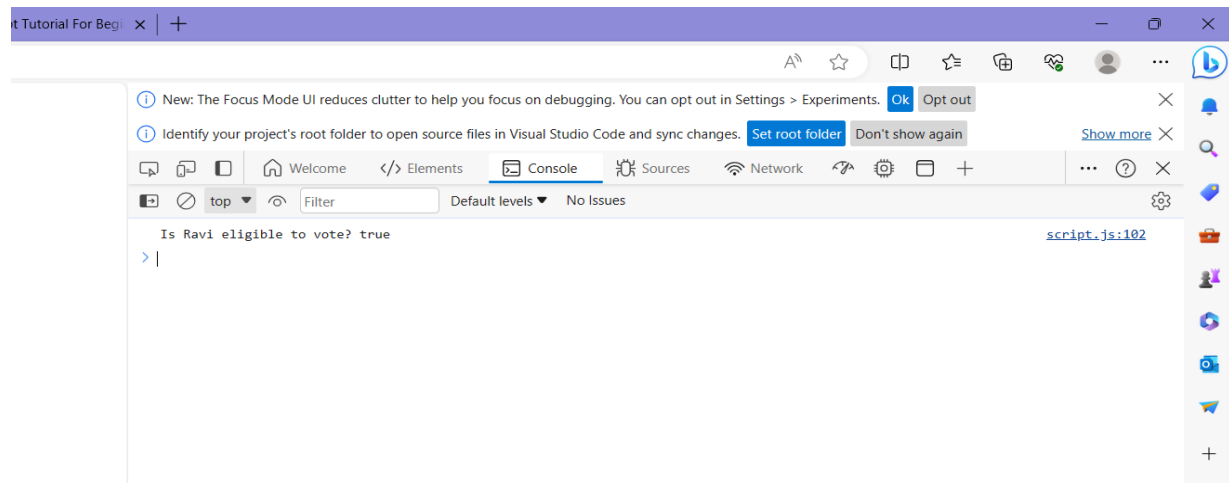 t Tutorial For Begi
New: The Focus Mode UI reduces clutter to help you focus on debugging. You can opt out in Settings > Experiments. Ok Opt out
Identify your project's root folder to open source files in Visual Studio Code and sync changes. Set root folder Don't show again Show more
Welcome </> Elements Console Sources Network
top Filter Default levels No Issues
Is Ravi eligible to vote? true script.js:102
>